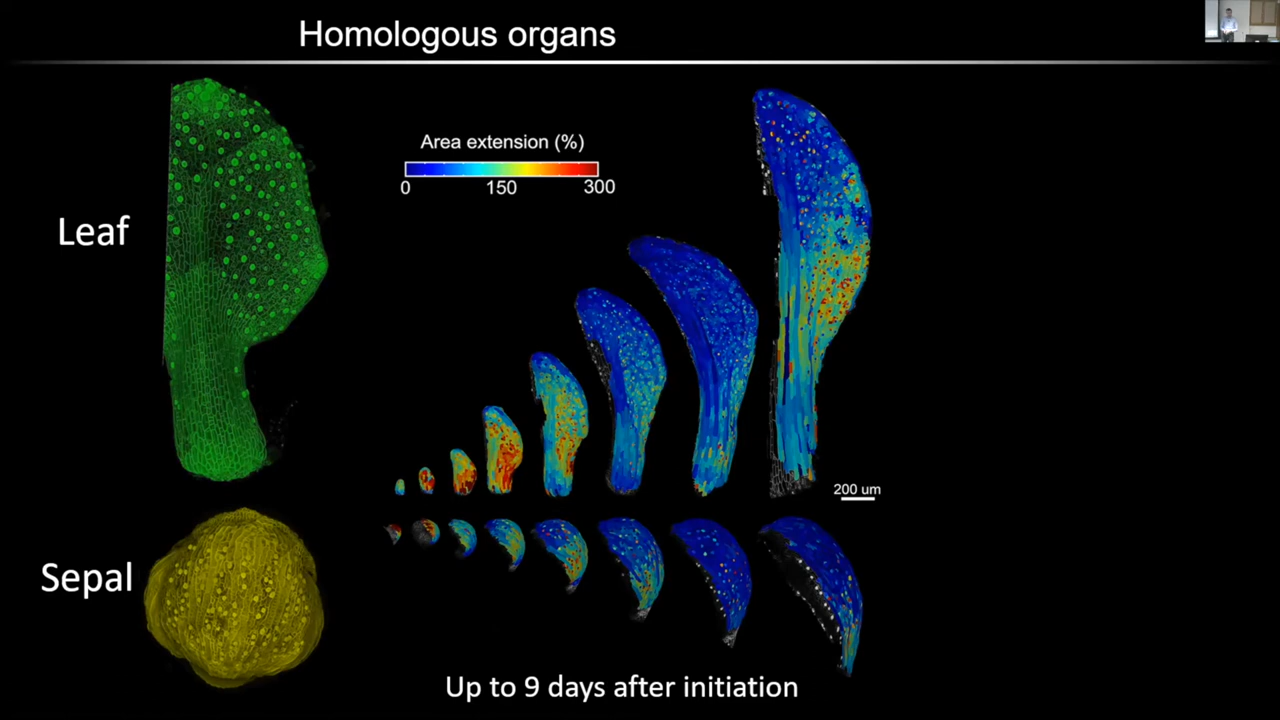 Homologous organs
Leaf
Area extension (%)
0 150 300
200 um
Sepal
Up to 9 days after initiation